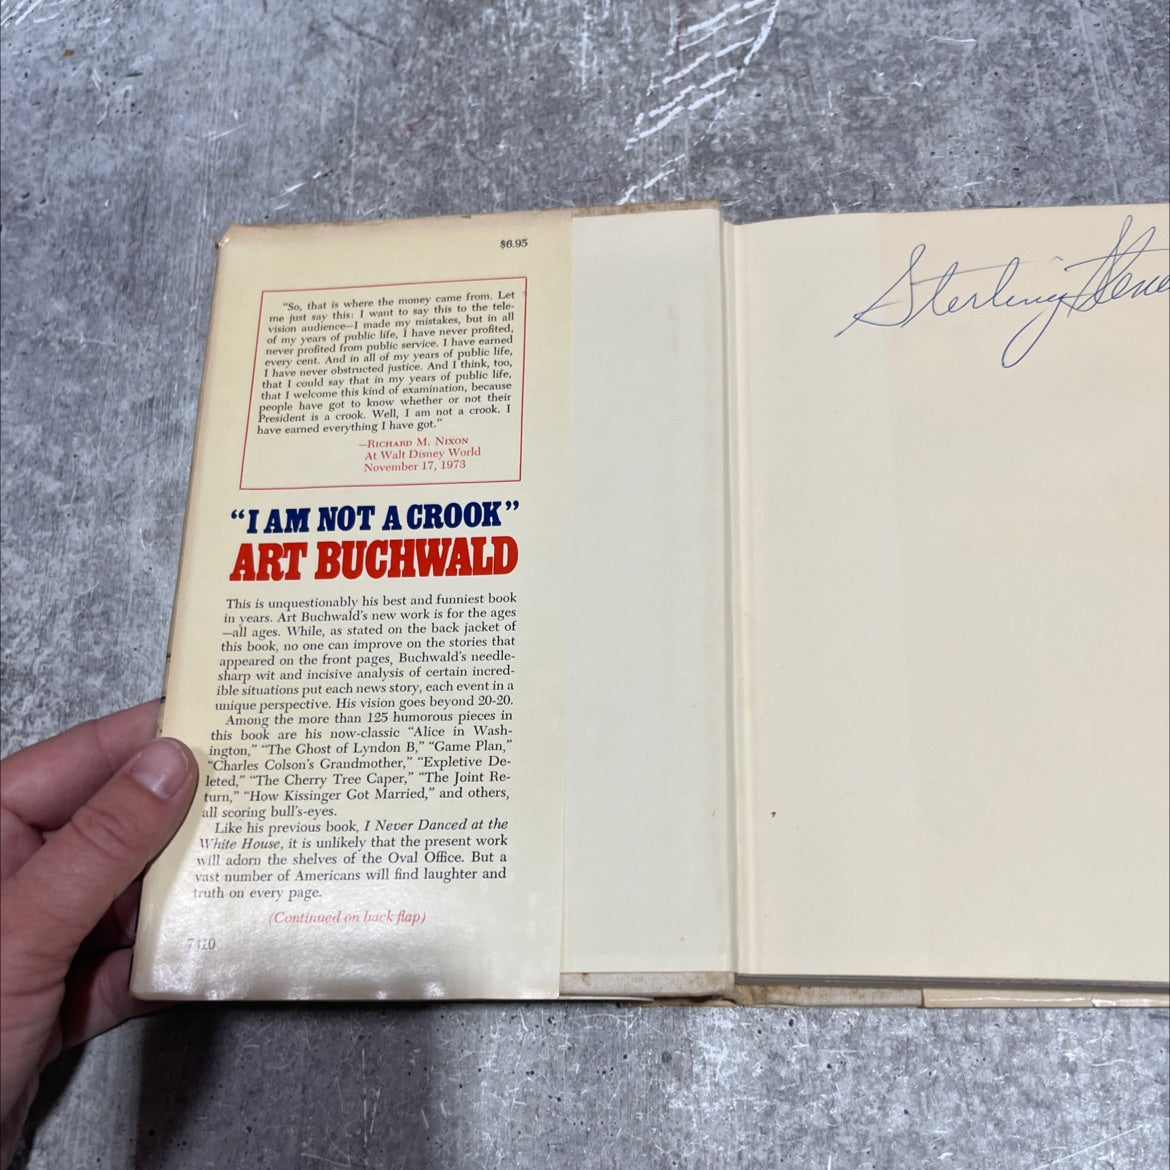 $6.95
"So, that is where the money came from. Let
me just say this: I want to say this to the tele-
vision audience—I made my mistakes, but in all
of my years of public life, I have never profited,
never profited from public service. I have earned
every cent. And in all of my years of public life,
I have never obstructed justice. And I think, too,
that I could say that in my years of public life,
that I welcome this kind of examination, because
people have got to know whether or not their
President is a crook. Well, I am not a crook. I
have earned everything I have got."
—RICHARD M. NIXON
At Walt Disney World
November 17, 1973
"I AM NOT A CROOK"
ART BUCHWALD
This is unquestionably his best and funniest book
in years. Art Buchwald's new work is for the ages
—all ages. While, as stated on the back jacket of
this book, no one can improve on the stories that
appeared on the front pages, Buchwald's needle-
sharp wit and incisive analysis of certain incred-
ible situations put each news story, each event in a
unique perspective. His vision goes beyond 20-20.
Among the more than 125 humorous pieces in
this book are his now-classic "Alice in Wash-
ington," "The Ghost of Lyndon B," "Game Plan,"
"Charles Colson's Grandmother," "Expletive De-
leted," "The Cherry Tree Caper," "The Joint Re-
turn," "How Kissinger Got Married," and others,
all scoring bull's-eyes.
Like his previous book, I Never Danced at the
White House, it is unlikely that the present work
will adorn the shelves of the Oval Office. But a
vast number of Americans will find laughter and
truth on every page.
(Continued on back flap)
7410
Sterling